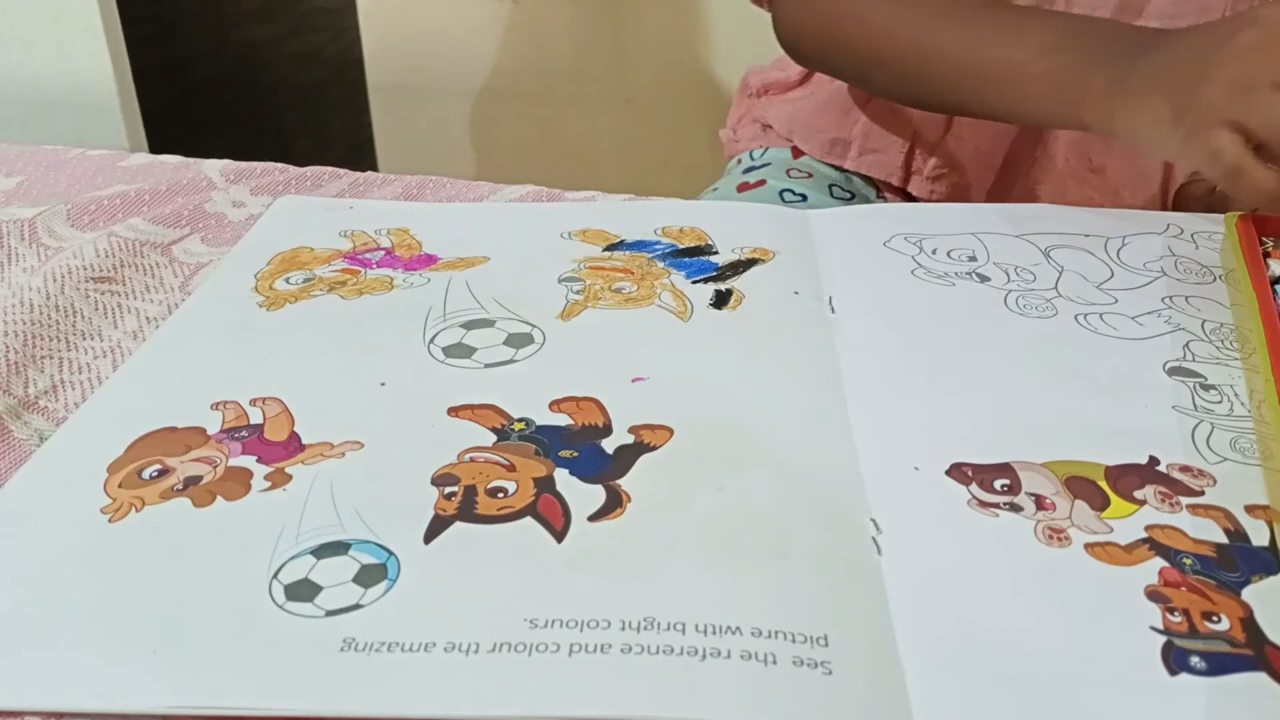 See the reference and colour the amazing
picture with bright colours.